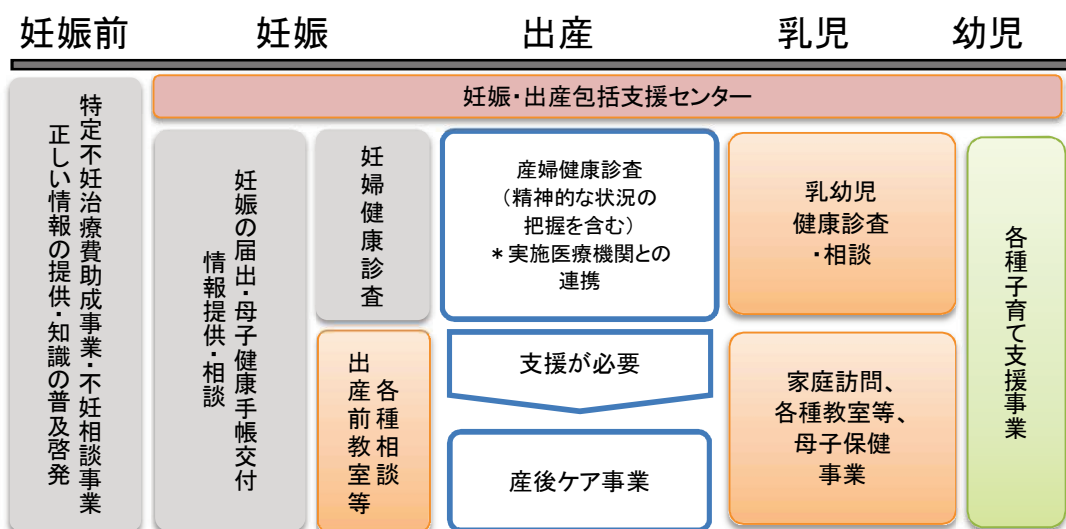 妊娠前
妊娠
出産
乳児
幼児
妊娠・出産包括支援センター
特定不妊治療費助成事業・不妊相談事業
正しい情報の提供・知識の普及啓発
妊娠の届出・母子健康手帳交付
情報提供・相談
妊婦健康診査
各種相談
出産前教室等
産婦健康診査
（精神的な状況の
把握を含む）
＊実施医療機関との
連携
支援が必要
産後ケア事業
乳幼児
健康診査
・相談
家庭訪問、
各種教室等、
母子保健
事業
各種子育て支援事業